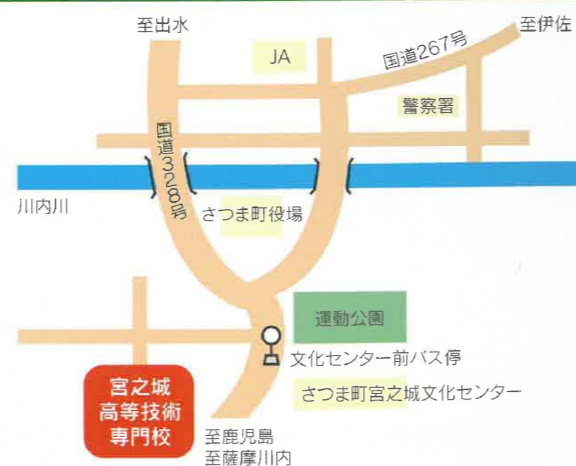 至出水
JA
国道267号
至伊佐
警察署
国道328号
川内川
さつま町役場
運動公園
文化センター前バス停
さつま町宮之城文化センター
宮之城
高等技術
専門校
至鹿児島
至薩摩川内